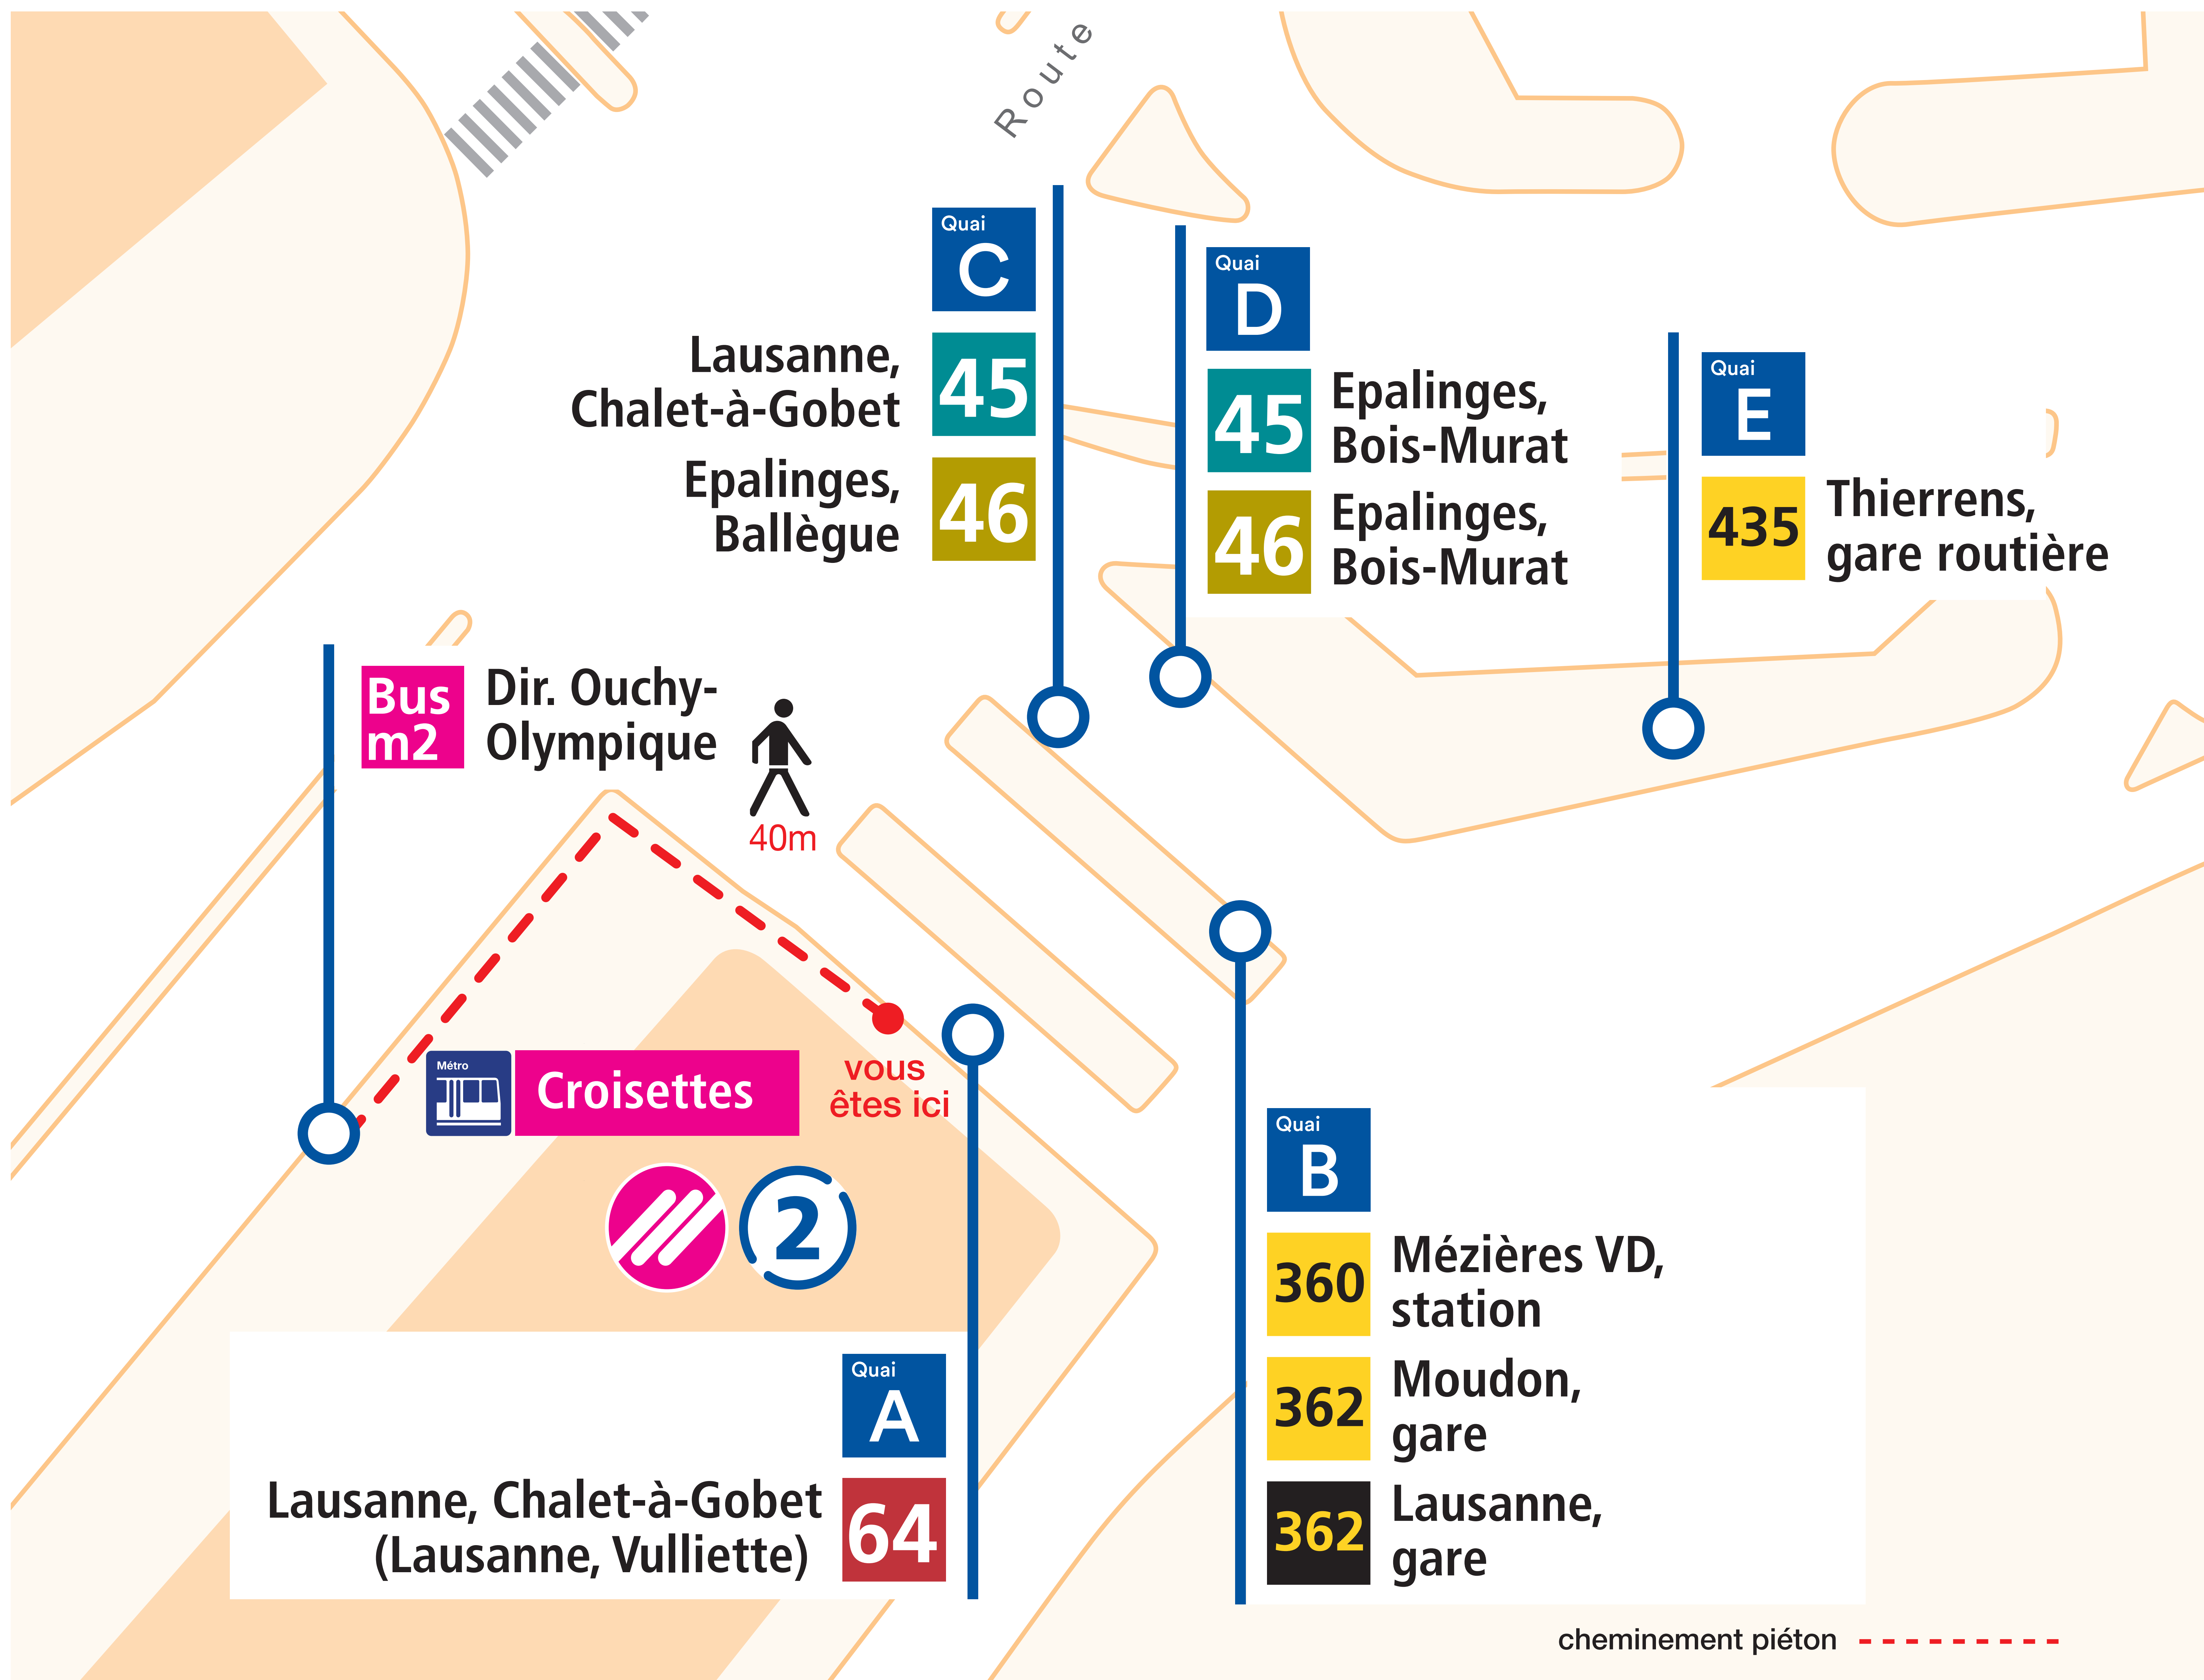 Route
Quai
C
Lausanne,
Chalet-à-Gobet
45
Epalinges,
Ballègue
46
Quai
D
45
Epalinges,
Bois-Murat
46
Epalinges,
Bois-Murat
Quai
E
435
Thierrens,
gare routière
Bus
m2
Dir. Ouchy-
Olympique
40m
Métro
Croisettes
vous
êtes ici
2
Quai
A
Lausanne, Chalet-à-Gobet
(Lausanne, Vulliette)
64
Quai
B
360
Mézières VD,
station
362
Moudon,
gare
362
Lausanne,
gare
cheminement piéton